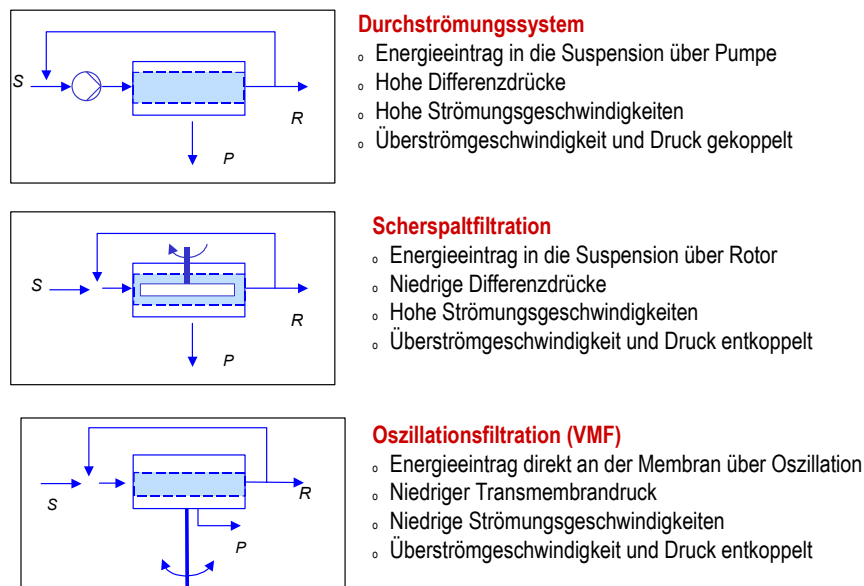 S
R
P
Durchströmungssystem
o Energieeintrag in die Suspension über Pumpe
o Hohe Differenzdrücke
o Hohe Strömungsgeschwindigkeiten
o Überströmgeschwindigkeit und Druck gekoppelt
S
R
P
Scherspaltfiltration
o Energieeintrag in die Suspension über Rotor
o Niedrige Differenzdrücke
o Hohe Strömungsgeschwindigkeiten
o Überströmgeschwindigkeit und Druck entkoppelt
S
R
P
Oszillationsfiltration (VMF)
o Energieeintrag direkt an der Membran über Oszillation
o Niedriger Transmembrandruck
o Niedrige Strömungsgeschwindigkeiten
o Überströmgeschwindigkeit und Druck entkoppelt